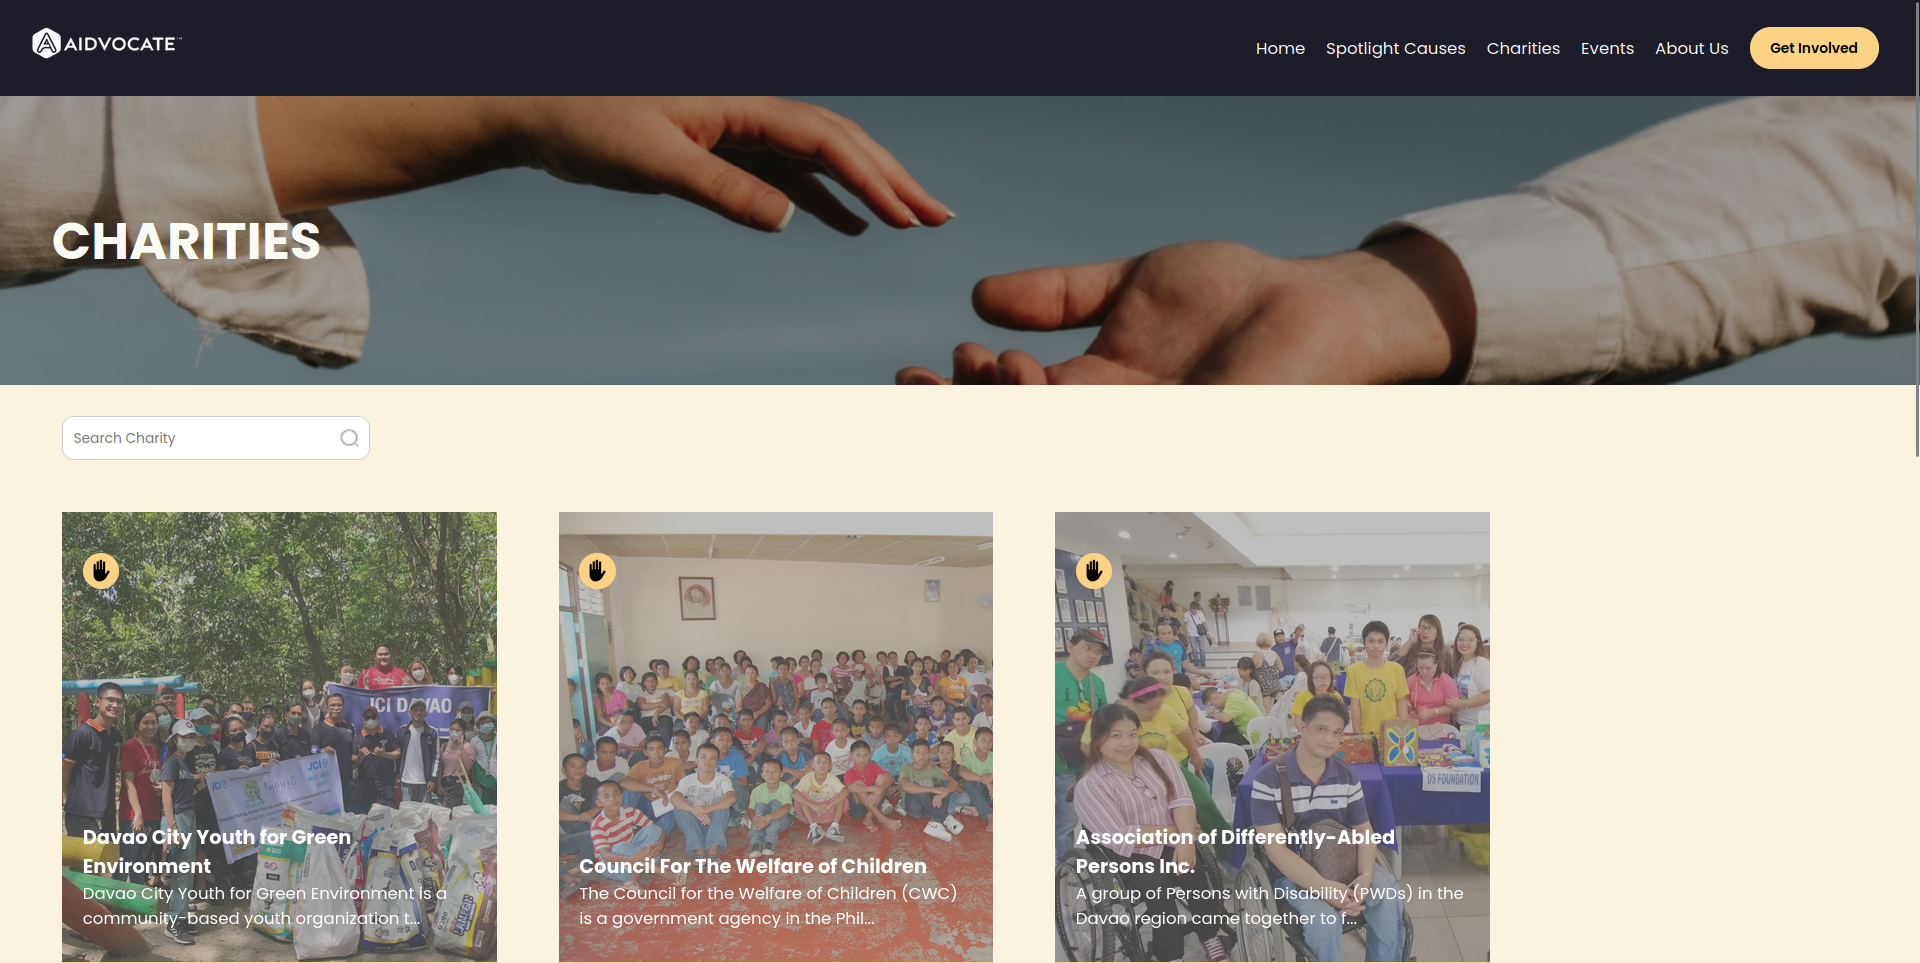 AIDVOCATE
Home Spotlight Causes Charities Events About Us Get Involved
CHARITIES
Search Charity
JCI DAVAO
JCI
JCI
DS FOUNDATION
Davao City Youth for Green
Environment
Davao City Youth for Green Environment is a
community-based youth organization t...
Council For The Welfare of Children
The Council for the Welfare of Children (CWC)
is a government agency in the Phil...
Association of Differently-Abled
Persons Inc.
A group of Persons with Disability (PWDs) in the
Davao region came together to f...